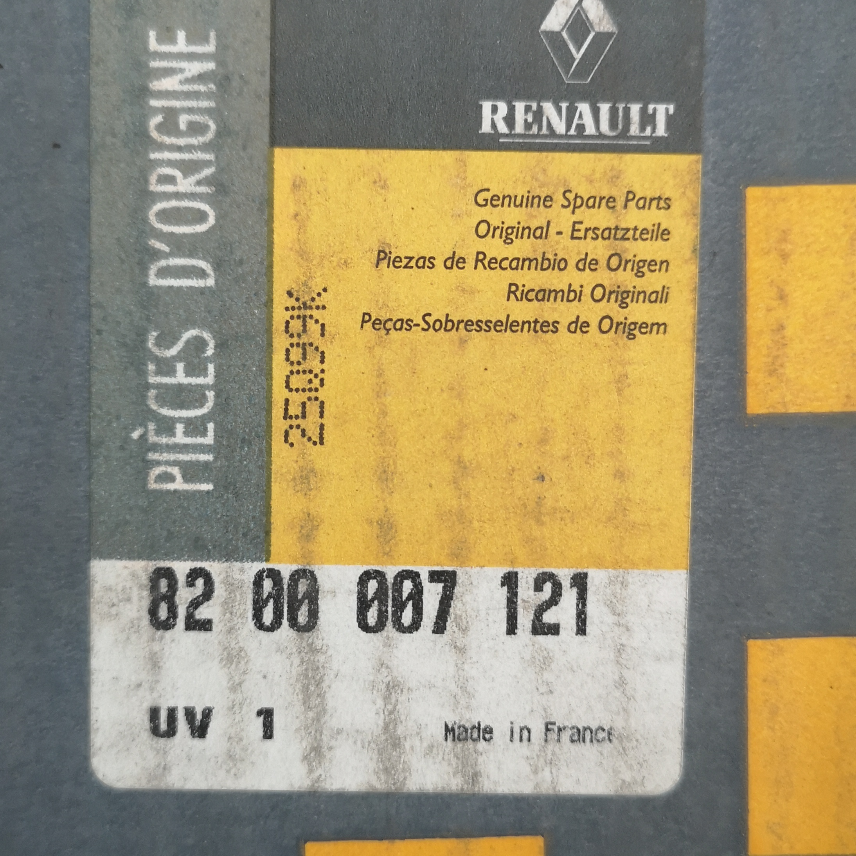 PIÈCES D'ORIGINE
RENAULT
Genuine Spare Parts
Original - Ersatzteile
Piezas de Recambio de Origen
Ricambi Originali
Peças-Sobresselentes de Origem
25099K
82 00 007 121
UV 1
Made in France